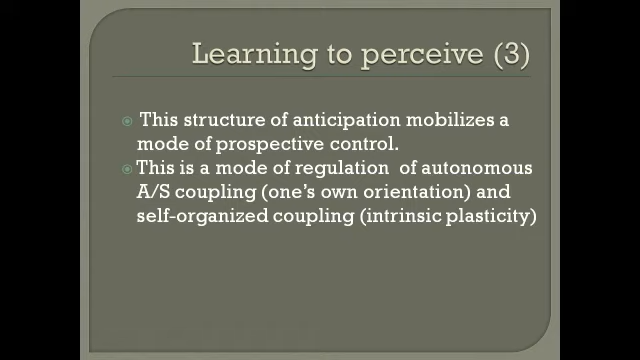 Learning to perceive (3)
This structure of anticipation mobilizes a
mode of prospective control.
This is a mode of regulation of autonomous
A/S coupling (one's own orientation) and
self-organized coupling (intrinsic plasticity)